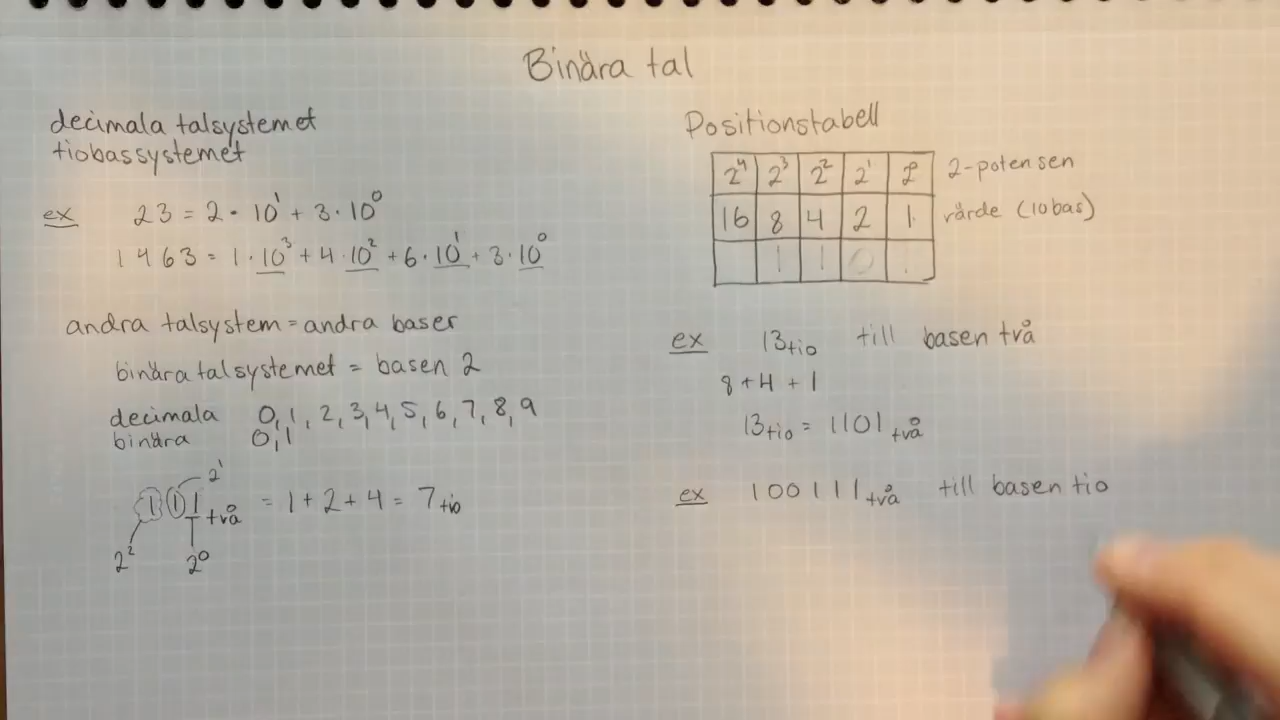 Binära tal
decimala talsystemet
tiobassystemet
ex 23 = 2 · 10¹ + 3 · 10⁰
1463 = 1 · 10³ + 4 · 10² + 6 · 10¹ + 3 · 10⁰
andra talsystem = andra baser
binära talsystemet = basen 2
decimala 0, 1, 2, 3, 4, 5, 6, 7, 8, 9
binära 0, 1
2¹
111två = 1 + 2 + 4 = 7tio
2² 2⁰
Positionstabell
2⁴ 2³ 2² 2¹ 2⁰ 2-potensen
16 8 4 2 1 värde (10bas)
1 1 0
ex 13tio till basen två
8 + 4 + 1
13tio = 1101två
ex 100111två till basen tio